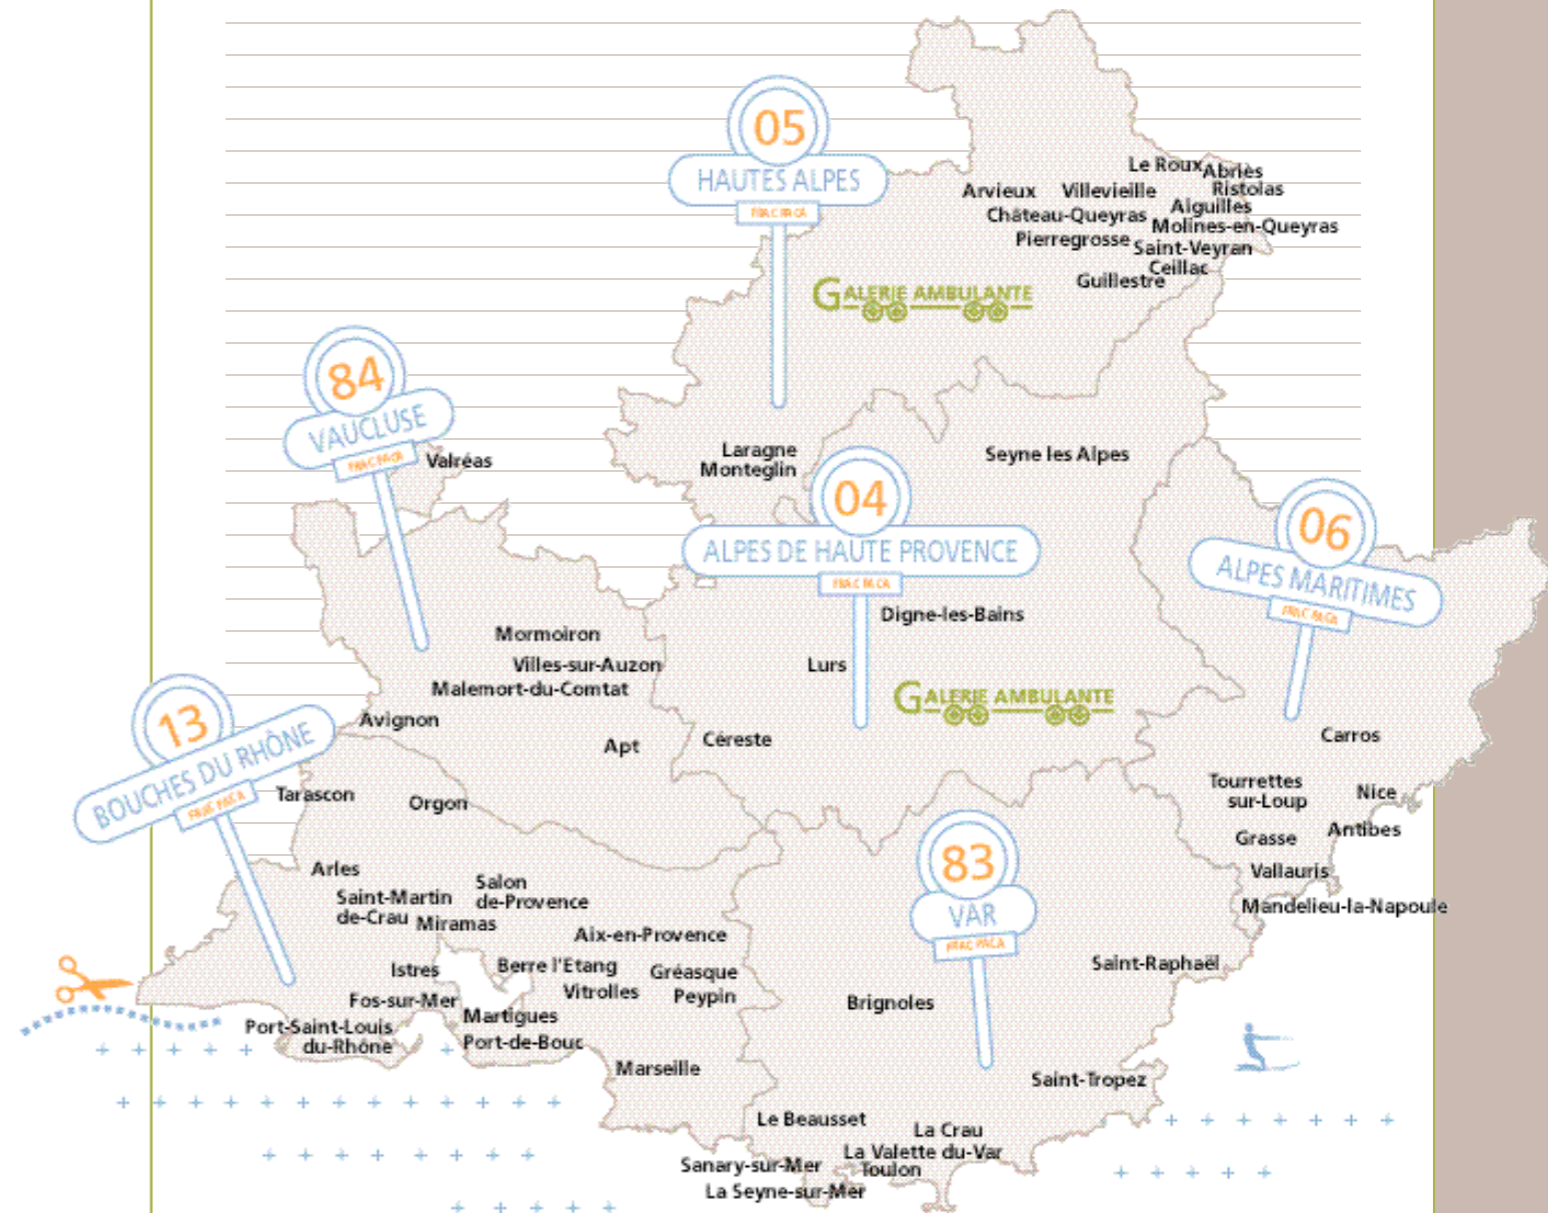 05
HAUTES ALPES
FRAC PACA
Le Roux
Abriès
Arvieux
Villevieille
Ristolas
Aiguilles
Château-Queyras
Molines-en-Queyras
Pierregrosse
Saint-Veyran
Ceillac
Guillestre
GALERIE AMBULANTE
84
VAUCLUSE
FRAC PACA
Valréas
Laragne
Monteglin
Seyne les Alpes
04
ALPES DE HAUTE PROVENCE
FRAC PACA
06
ALPES MARITIMES
FRAC PACA
Digne-les-Bains
Mormoiron
Villes-sur-Auzon
Lurs
Malemort-du-Comtat
GALERIE AMBULANTE
Avignon
Apt
Céreste
Carros
13
BOUCHES DU RHÔNE
FRAC PACA
Tarascon
Orgon
Tourrettes
sur-Loup
Nice
Grasse
Antibes
Vallauris
Mandelieu-la-Napoule
83
VAR
FRAC PACA
Arles
Saint-Martin
de-Crau
Salon
de-Provence
Miramas
Aix-en-Provence
Istres
Berre l'Etang
Gréasque
Vitrolles
Peypin
Fos-sur-Mer
Martigues
Port-Saint-Louis
du-Rhône
Port-de-Bouc
Marseille
Saint-Raphaël
Brignoles
Saint-Tropez
Le Beausset
La Crau
La Valette du-Var
Sanary-sur-Mer
Toulon
La Seyne-sur-Mer